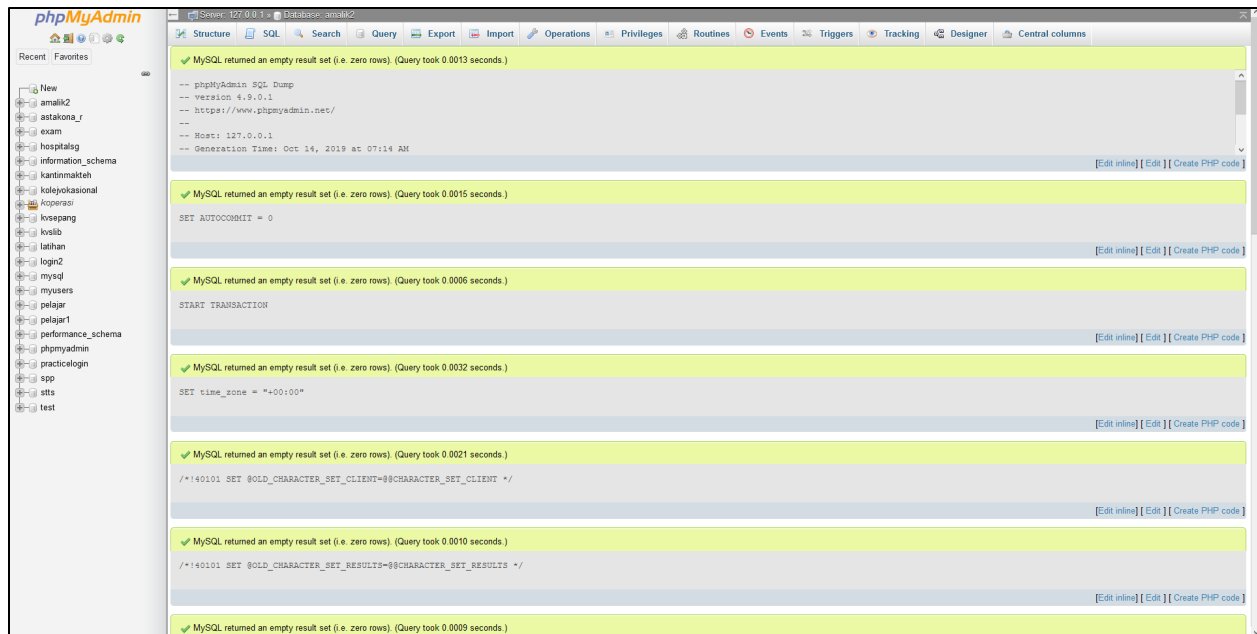 phpMyAdmin
Recent Favorites
New
amalik2
astakona_r
exam
hospitalsg
information_schema
kantinmakteh
kolejvokasional
koperasi
kvsepang
kvslib
latihan
login2
mysql
myusers
pelajar
pelajar1
performance_schema
phpmyadmin
practicelogin
spp
stts
test
Server: 127.0.0.1 » Database: amalik2
Structure SQL Search Query Export Import Operations Privileges Routines Events Triggers Tracking Designer Central columns
MySQL returned an empty result set (i.e. zero rows). (Query took 0.0013 seconds.)
-- phpMyAdmin SQL Dump
-- version 4.9.0.1
-- https://www.phpmyadmin.net/
--
-- Host: 127.0.0.1
-- Generation Time: Oct 14, 2019 at 07:14 AM
[Edit inline] [ Edit ] [ Create PHP code ]
MySQL returned an empty result set (i.e. zero rows). (Query took 0.0015 seconds.)
SET AUTOCOMMIT = 0
[Edit inline] [ Edit ] [ Create PHP code ]
MySQL returned an empty result set (i.e. zero rows). (Query took 0.0006 seconds.)
START TRANSACTION
[Edit inline] [ Edit ] [ Create PHP code ]
MySQL returned an empty result set (i.e. zero rows). (Query took 0.0032 seconds.)
SET time_zone = "+00:00"
[Edit inline] [ Edit ] [ Create PHP code ]
MySQL returned an empty result set (i.e. zero rows). (Query took 0.0021 seconds.)
/*!40101 SET @OLD_CHARACTER_SET_CLIENT=@@CHARACTER_SET_CLIENT */
[Edit inline] [ Edit ] [ Create PHP code ]
MySQL returned an empty result set (i.e. zero rows). (Query took 0.0010 seconds.)
/*!40101 SET @OLD_CHARACTER_SET_RESULTS=@@CHARACTER_SET_RESULTS */
[Edit inline] [ Edit ] [ Create PHP code ]
MySQL returned an empty result set (i.e. zero rows). (Query took 0.0009 seconds.)